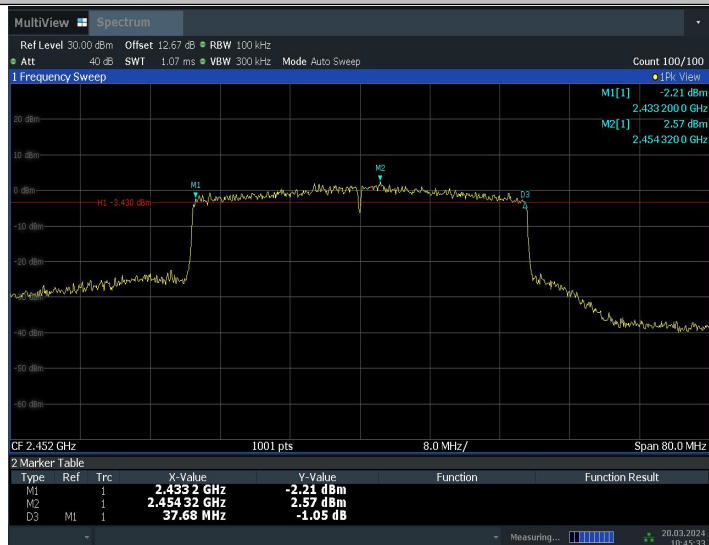 MultiView Spectrum
Ref Level 30.00 dBm Offset 12.67 dB RBW 100 kHz
Att 40 dB SWT 1.07 ms VBW 300 kHz Mode Auto Sweep Count 100/100
1 Frequency Sweep 1Pk View
M1[1] -2.21 dBm
2.433 200 0 GHz
M2[1] 2.57 dBm
2.454 320 0 GHz
20 dBm
10 dBm
M2
M1
0 dBm
D3
H1 -3.430 dBm
-10 dBm
-20 dBm
-30 dBm
-40 dBm
-50 dBm
-60 dBm
CF 2.452 GHz 1001 pts 8.0 MHz/ Span 80.0 MHz
2 Marker Table
Type Ref Trc X-Value Y-Value Function Function Result
M1 1 2.433 2 GHz -2.21 dBm
M2 1 2.454 32 GHz 2.57 dBm
D3 M1 1 37.68 MHz -1.05 dB
Measuring... 20.03.2024
10:45:33